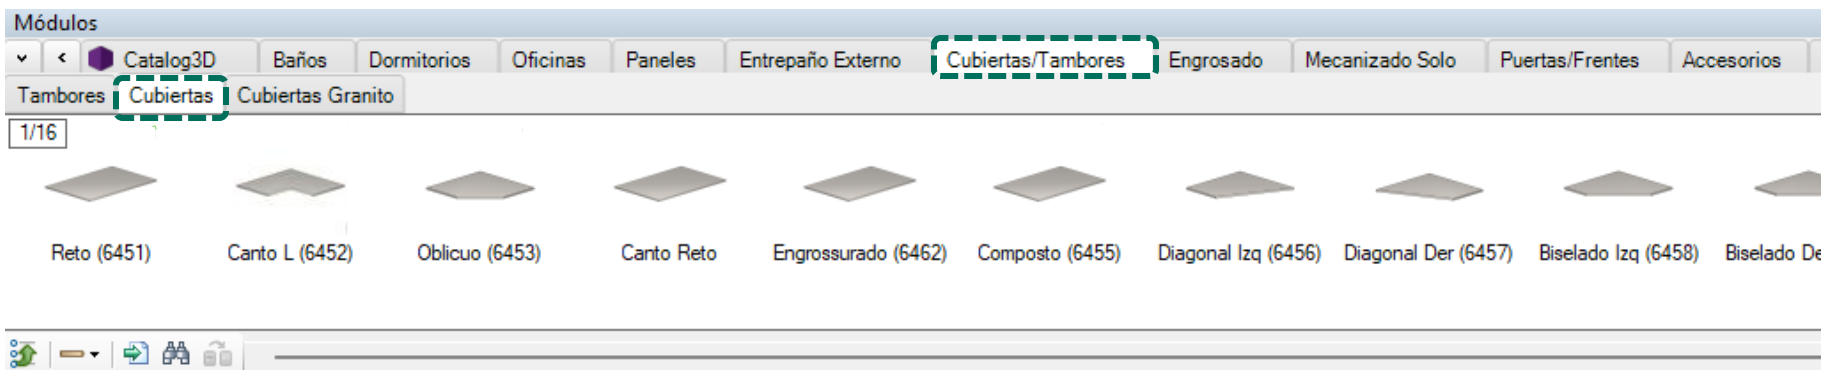 Módulos
Catalog3D Baños Dormitorios Oficinas Paneles Entrepaño Externo Cubiertas/Tambores Engrosado Mecanizado Solo Puertas/Frentes Accesorios
Tambores Cubiertas Cubiertas Granito
1/16
Reto (6451) Canto L (6452) Oblicuo (6453) Canto Reto Engrossurado (6462) Composto (6455) Diagonal Izq (6456) Diagonal Der (6457) Biselado Izq (6458) Biselado De